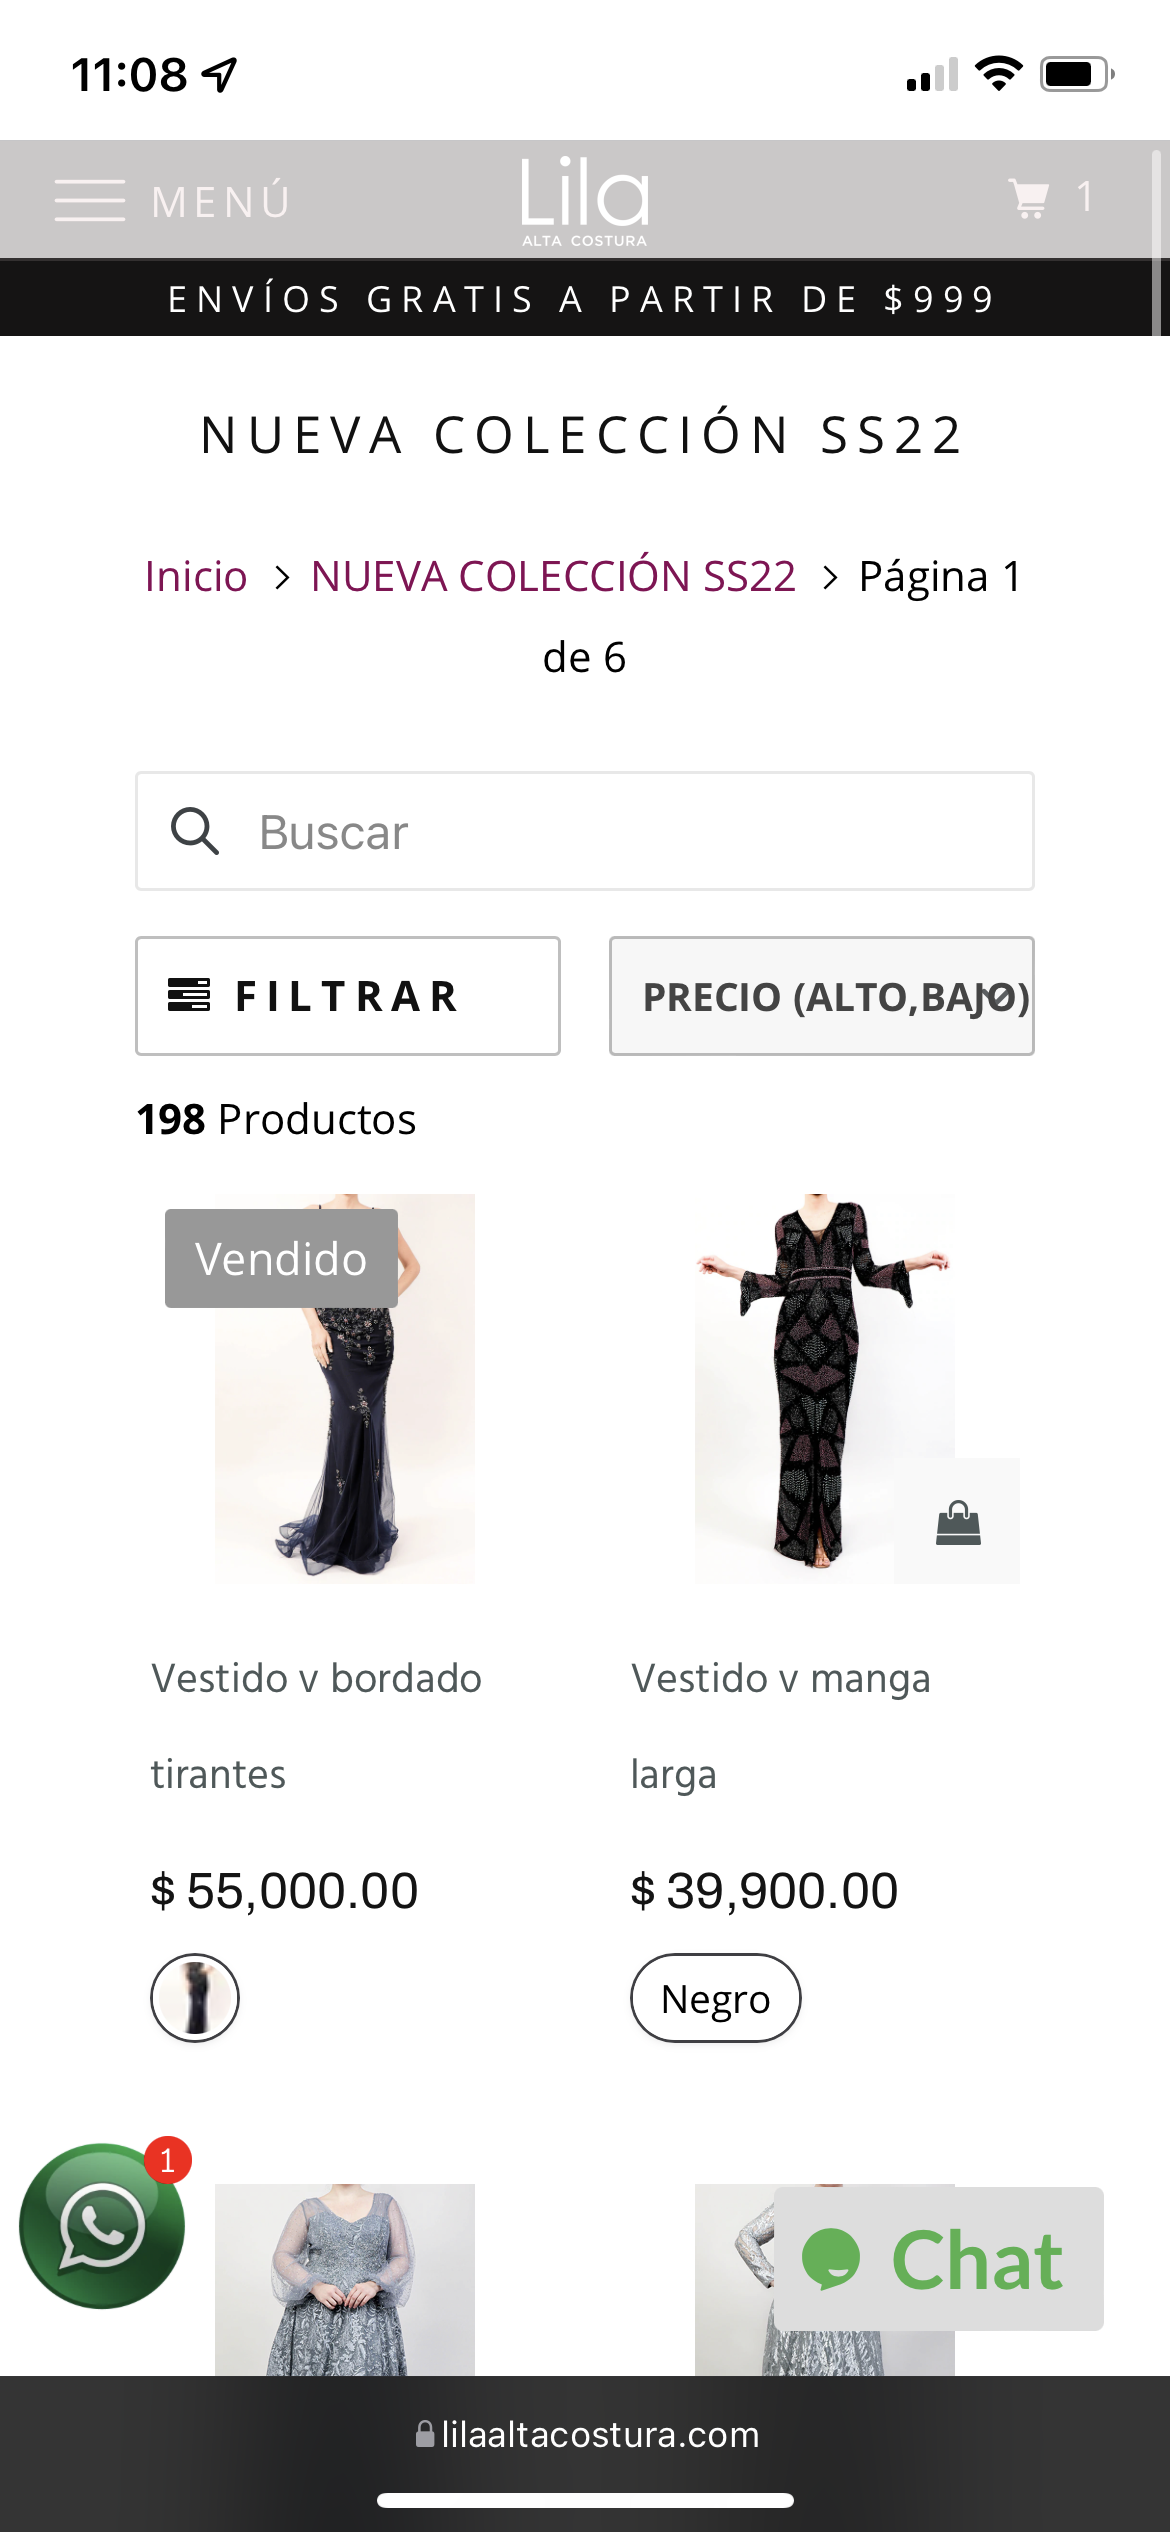 11:08
MENÚ
Lila
ALTA COSTURA
1
ENVÍOS GRATIS A PARTIR DE $999
NUEVA COLECCIÓN SS22
Inicio > NUEVA COLECCIÓN SS22 > Página 1
de 6
Buscar
FILTRAR
PRECIO (ALTO,BAJO)
198 Productos
Vendido
Vestido v bordado
tirantes
$ 55,000.00
Vestido v manga
larga
$ 39,900.00
Negro
1
Chat
lilaaltacostura.com